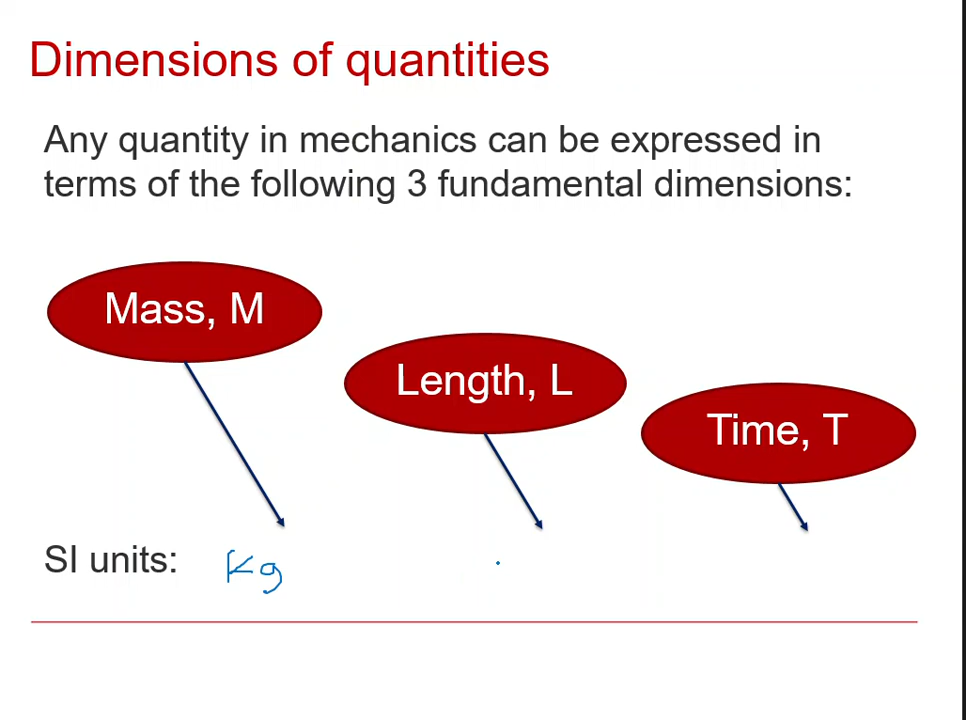 Dimensions of quantities
Any quantity in mechanics can be expressed in
terms of the following 3 fundamental dimensions:
Mass, M
Length, L
Time, T
SI units: Kg